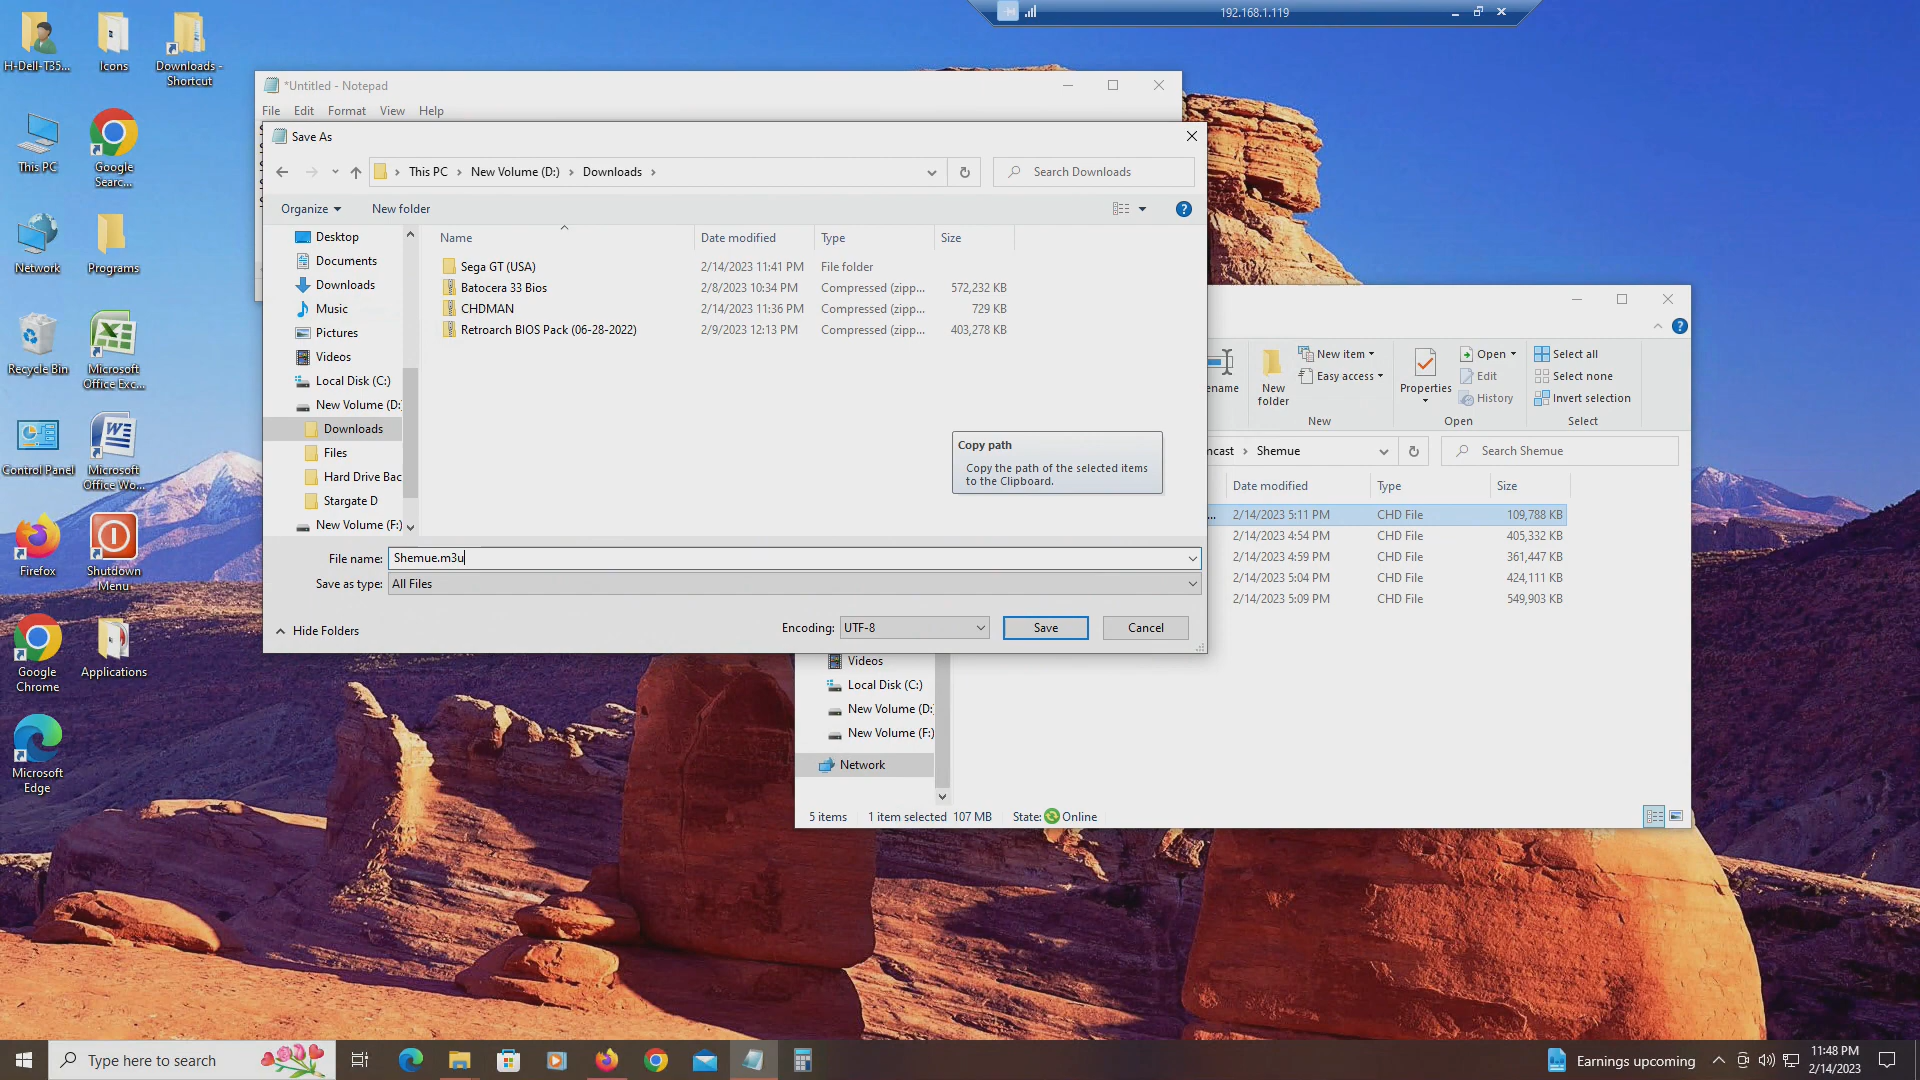 192.168.1.119
H-Dell-T35...
Icons
Downloads -
Shortcut
This PC
Google
Searc...
Network
Programs
Recycle Bin
Microsoft
Office Exc...
Control Panel
Microsoft
Office Wo...
Firefox
Shutdown
Menu
Google
Chrome
Applications
Microsoft
Edge
*Untitled - Notepad
File Edit Format View Help
Save As
This PC New Volume (D:) Downloads
Search Downloads
Organize New folder
Desktop
Documents
Downloads
Music
Pictures
Videos
Local Disk (C:)
New Volume (D:
Downloads
Files
Hard Drive Bac
Stargate D
New Volume (F:)
Name Date modified Type Size
Sega GT (USA) 2/14/2023 11:41 PM File folder
Batocera 33 Bios 2/8/2023 10:34 PM Compressed (zipp... 572,232 KB
CHDMAN 2/14/2023 11:36 PM Compressed (zipp... 729 KB
Retroarch BIOS Pack (06-28-2022) 2/9/2023 12:13 PM Compressed (zipp... 403,278 KB
Copy path
Copy the path of the selected items
to the Clipboard.
File name: Shemue.m3u
Save as type: All Files
Hide Folders
Encoding: UTF-8 Save Cancel
ename
New
folder
New item
Easy access
New
Properties
Open
Edit
History
Open
Select all
Select none
Invert selection
Select
ncast Shemue
Search Shemue
Date modified Type Size
... 2/14/2023 5:11 PM CHD File 109,788 KB
2/14/2023 4:54 PM CHD File 405,332 KB
2/14/2023 4:59 PM CHD File 361,447 KB
2/14/2023 5:04 PM CHD File 424,111 KB
2/14/2023 5:09 PM CHD File 549,903 KB
Videos
Local Disk (C:)
New Volume (D:
New Volume (F:)
Network
5 items 1 item selected 107 MB State: Online
Type here to search
Earnings upcoming
11:48 PM
2/14/2023